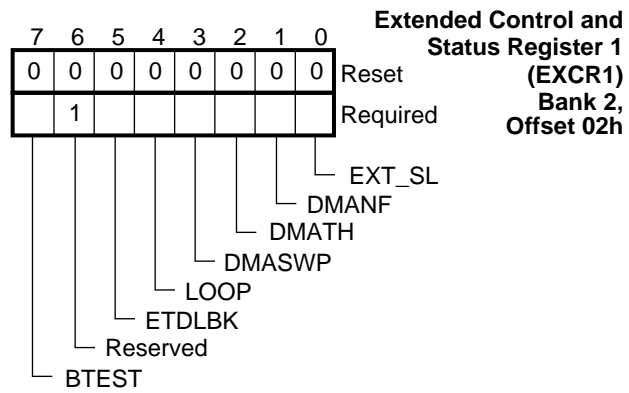 Extended Control and
Status Register 1
(EXCR1)
Bank 2,
Offset 02h
7 6 5 4 3 2 1 0
0 0 0 0 0 0 0 0 Reset
1 Required
EXT_SL
DMANF
DMATH
DMASWP
LOOP
ETDLBK
Reserved
BTEST